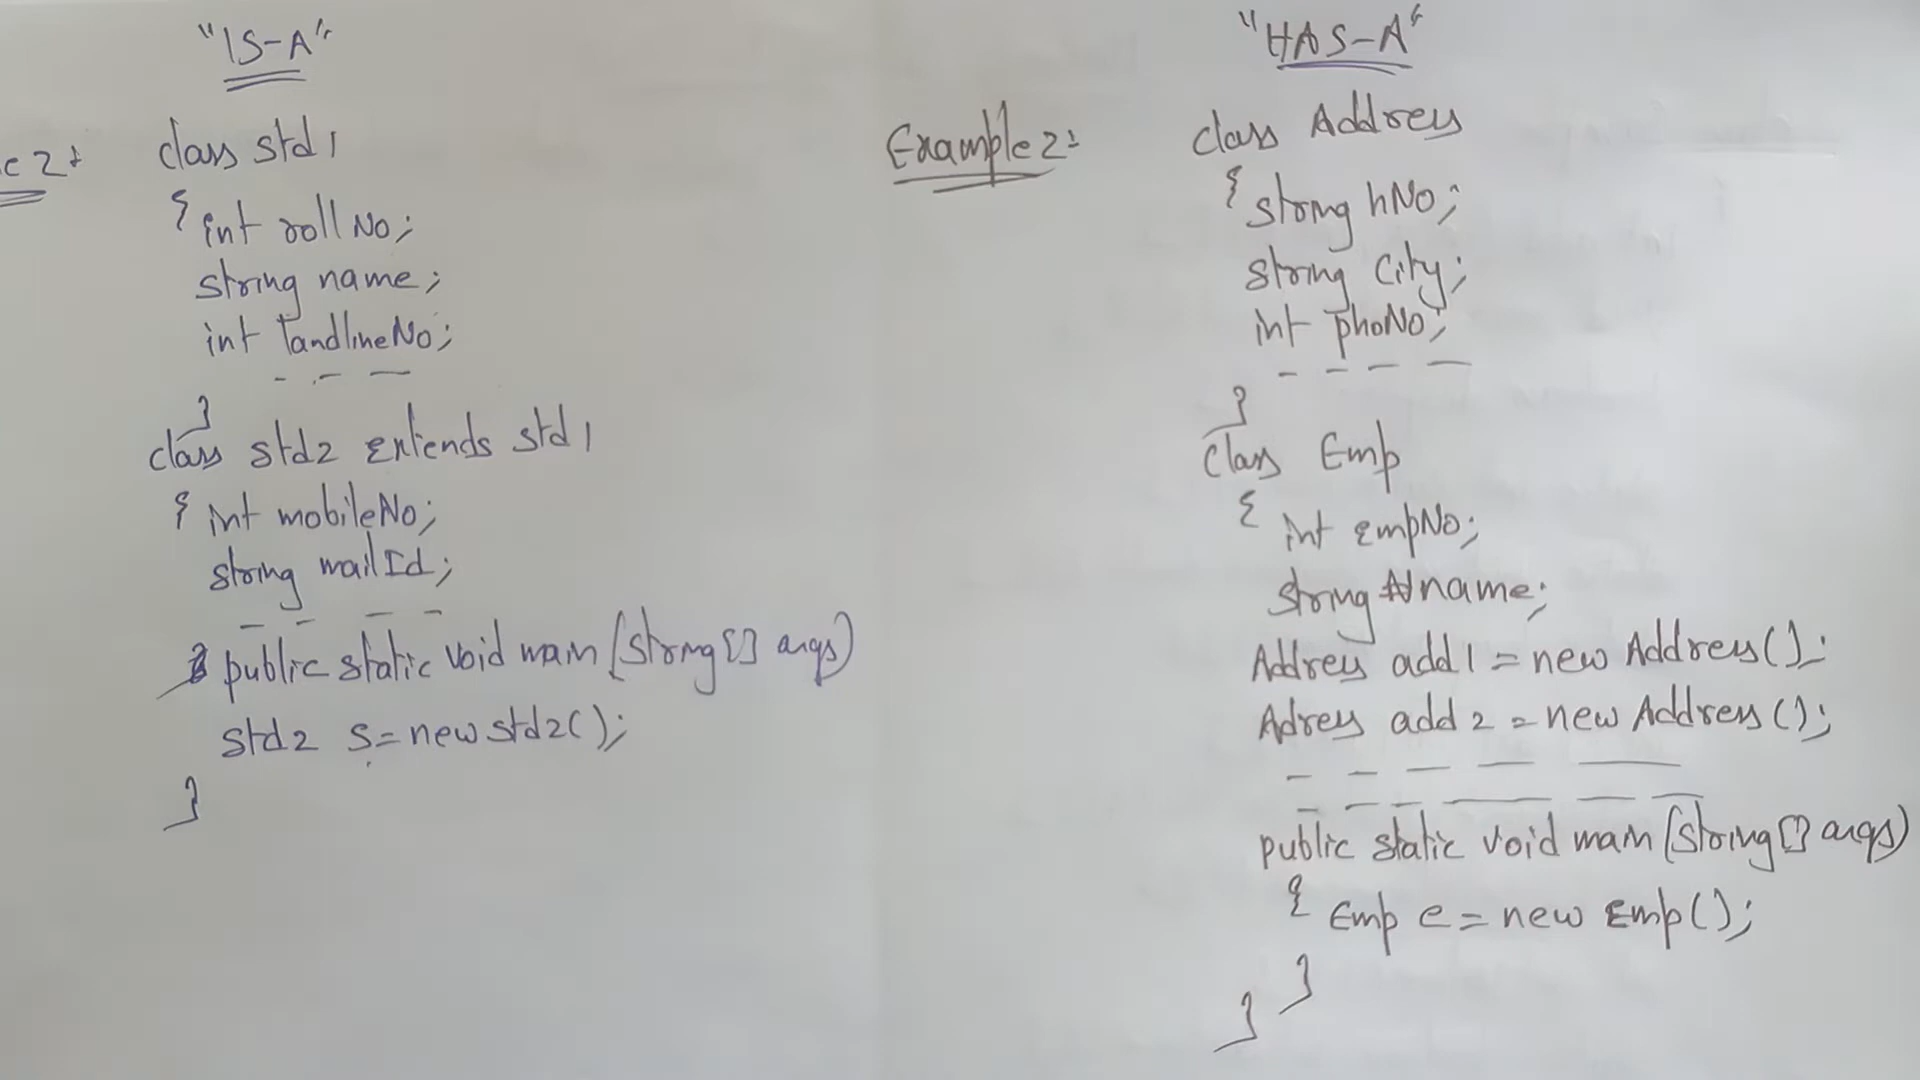 "IS-A"
e 2:
class std1
{ int rollNo;
string name;
int landlineNo;
}
class std2 extends std1
{ int mobileNo;
string mailId;
public static void main(string[] args)
std2 s=new std2();
}
"HAS-A"
Example 2:
class Address
{ string hNo;
string city;
int phoNo;
}
class Emp
{ int empNo;
string name;
Address add1 = new Address();
Adress add2 = new Address();
public static void main(string[] args)
{ Emp e = new Emp();
}
}